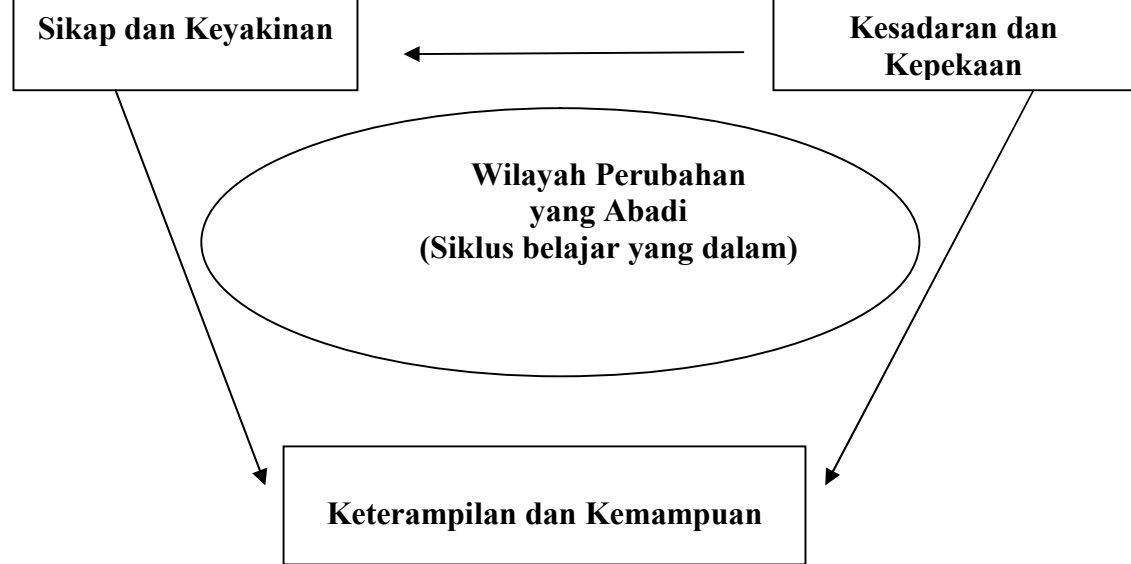 Sikap dan Keyakinan
Kesadaran dan
Kepekaan
Wilayah Perubahan
yang Abadi
(Siklus belajar yang dalam)
Keterampilan dan Kemampuan